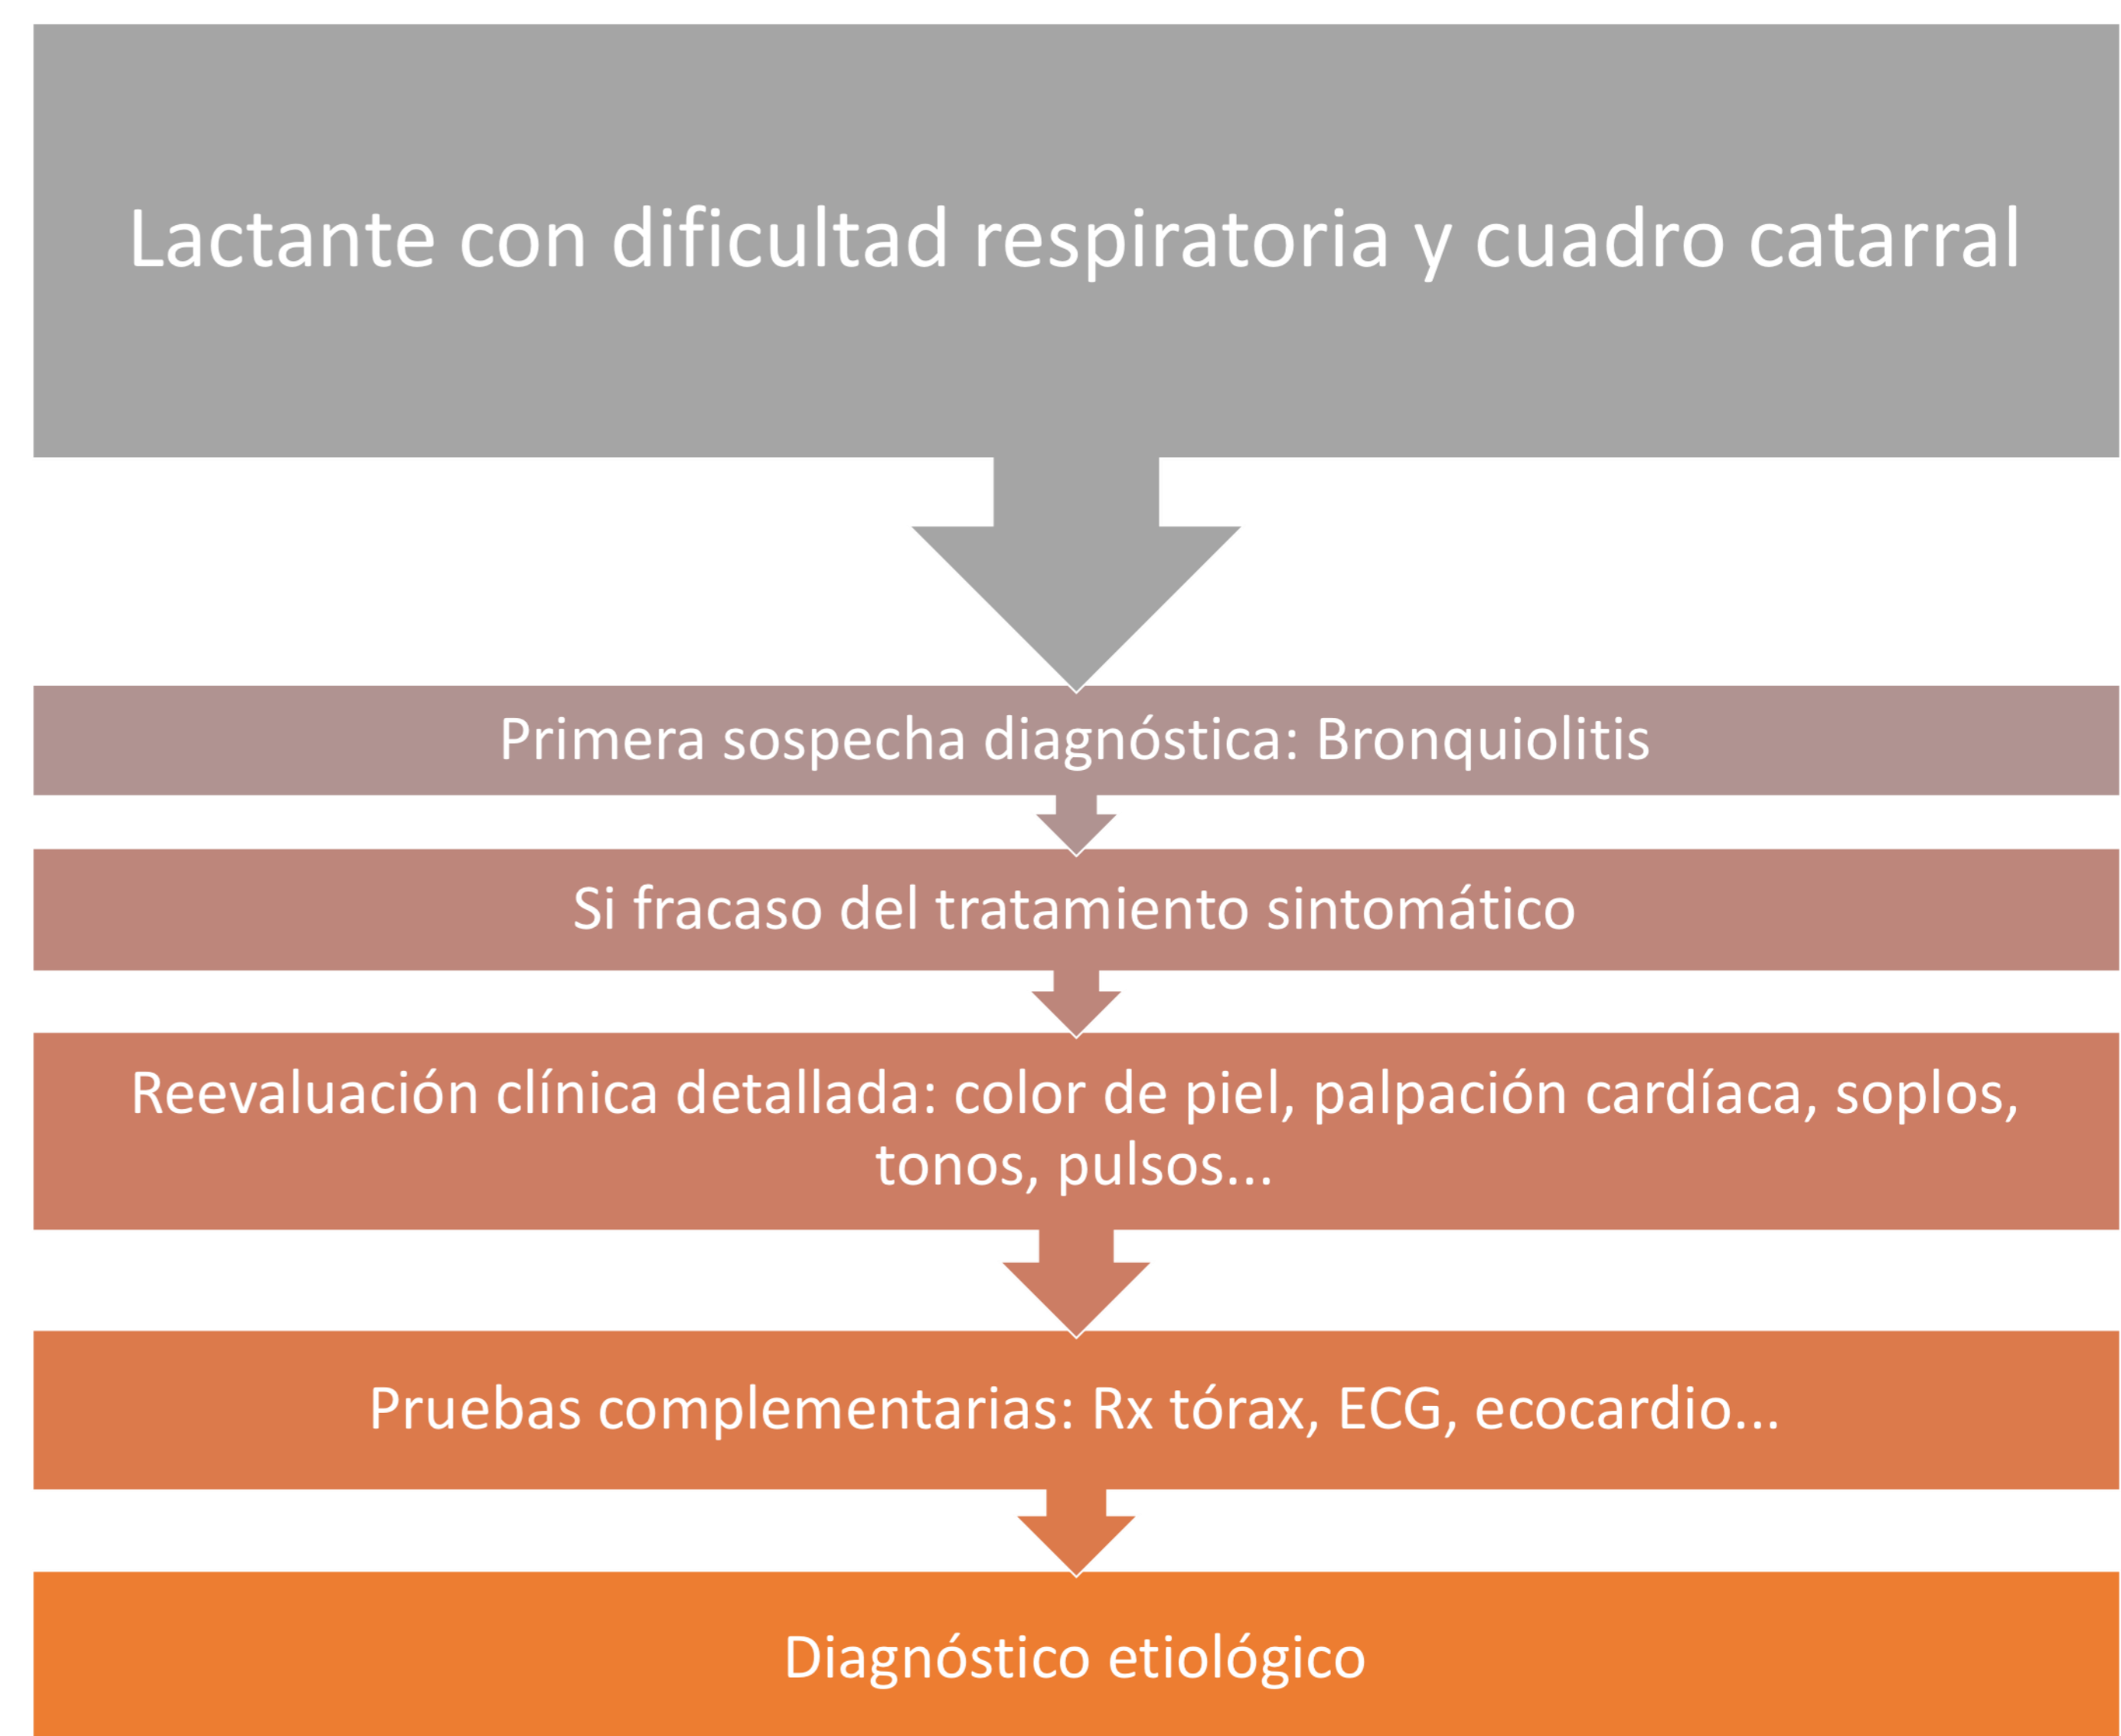 Lactante con dificultad respiratoria y cuadro catarral
Primera sospecha diagnóstica: Bronquiolitis
Si fracaso del tratamiento sintomático
Reevaluación clínica detallada: color de piel, palpación cardíaca, soplos,
tonos, pulsos...
Pruebas complementarias: Rx tórax, ECG, ecocardio...
Diagnóstico etiológico